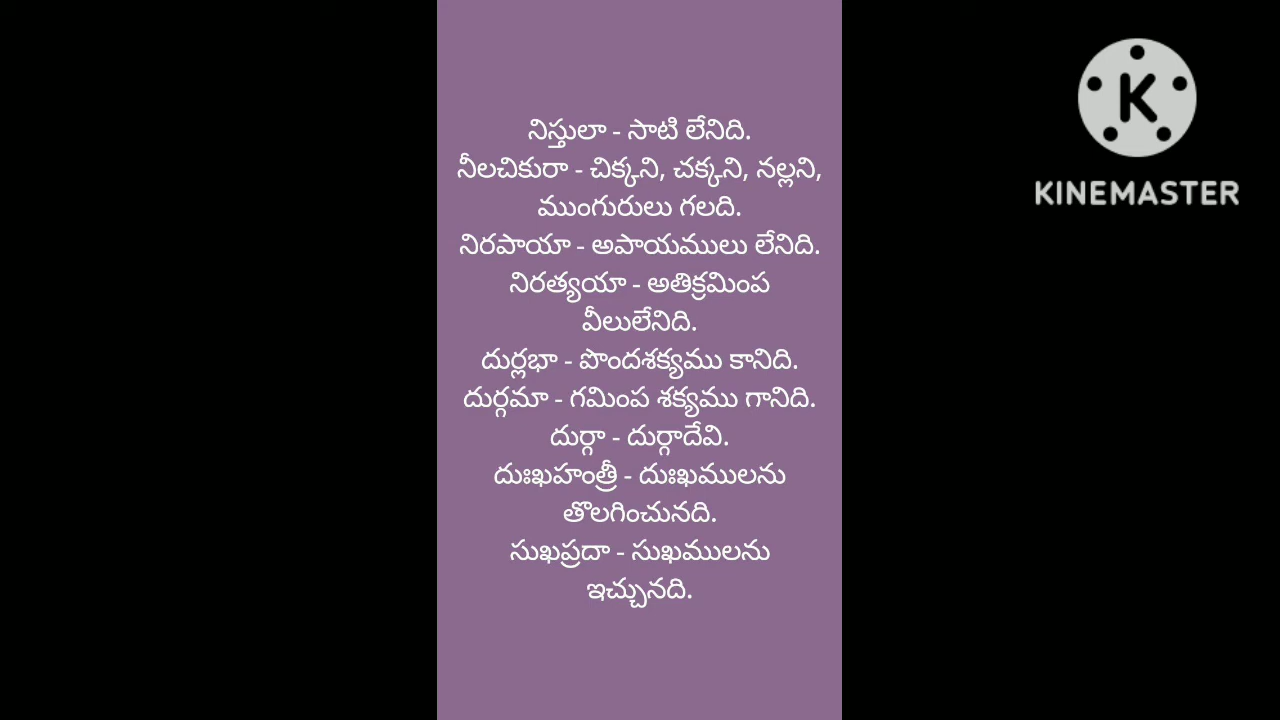 నిస్తులా - సాటి లేనిది.
నీలచికురా - చిక్కని, చక్కని, నల్లని,
ముంగురులు గలది.
నిరపాయా - అపాయములు లేనిది.
నిరత్యయా - అతిక్రమింప
వీలులేనిది.
దుర్లభా - పొందశక్యము కానిది.
దుర్గమా - గమింప శక్యము గానిది.
దుర్గా - దుర్గాదేవి.
దుఃఖహంత్రీ - దుఃఖములను
తొలగించునది.
సుఖప్రదా - సుఖములను
ఇచ్చునది.
KINEMASTER